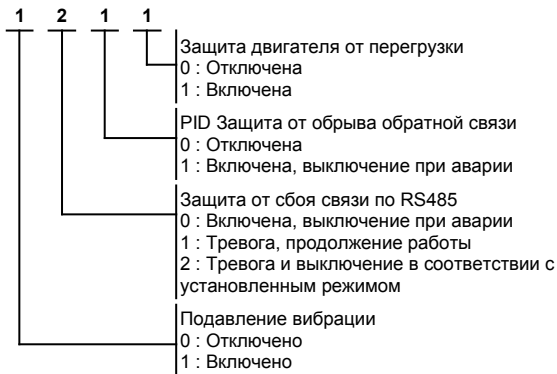 1 2 1 1
Защита двигателя от перегрузки
0 : Отключена
1 : Включена
PID Защита от обрыва обратной связи
0 : Отключена
1 : Включена, выключение при аварии
Защита от сбоя связи по RS485
0 : Включена, выключение при аварии
1 : Тревога, продолжение работы
2 : Тревога и выключение в соответствии с
установленным режимом
Подавление вибрации
0 : Отключено
1 : Включено